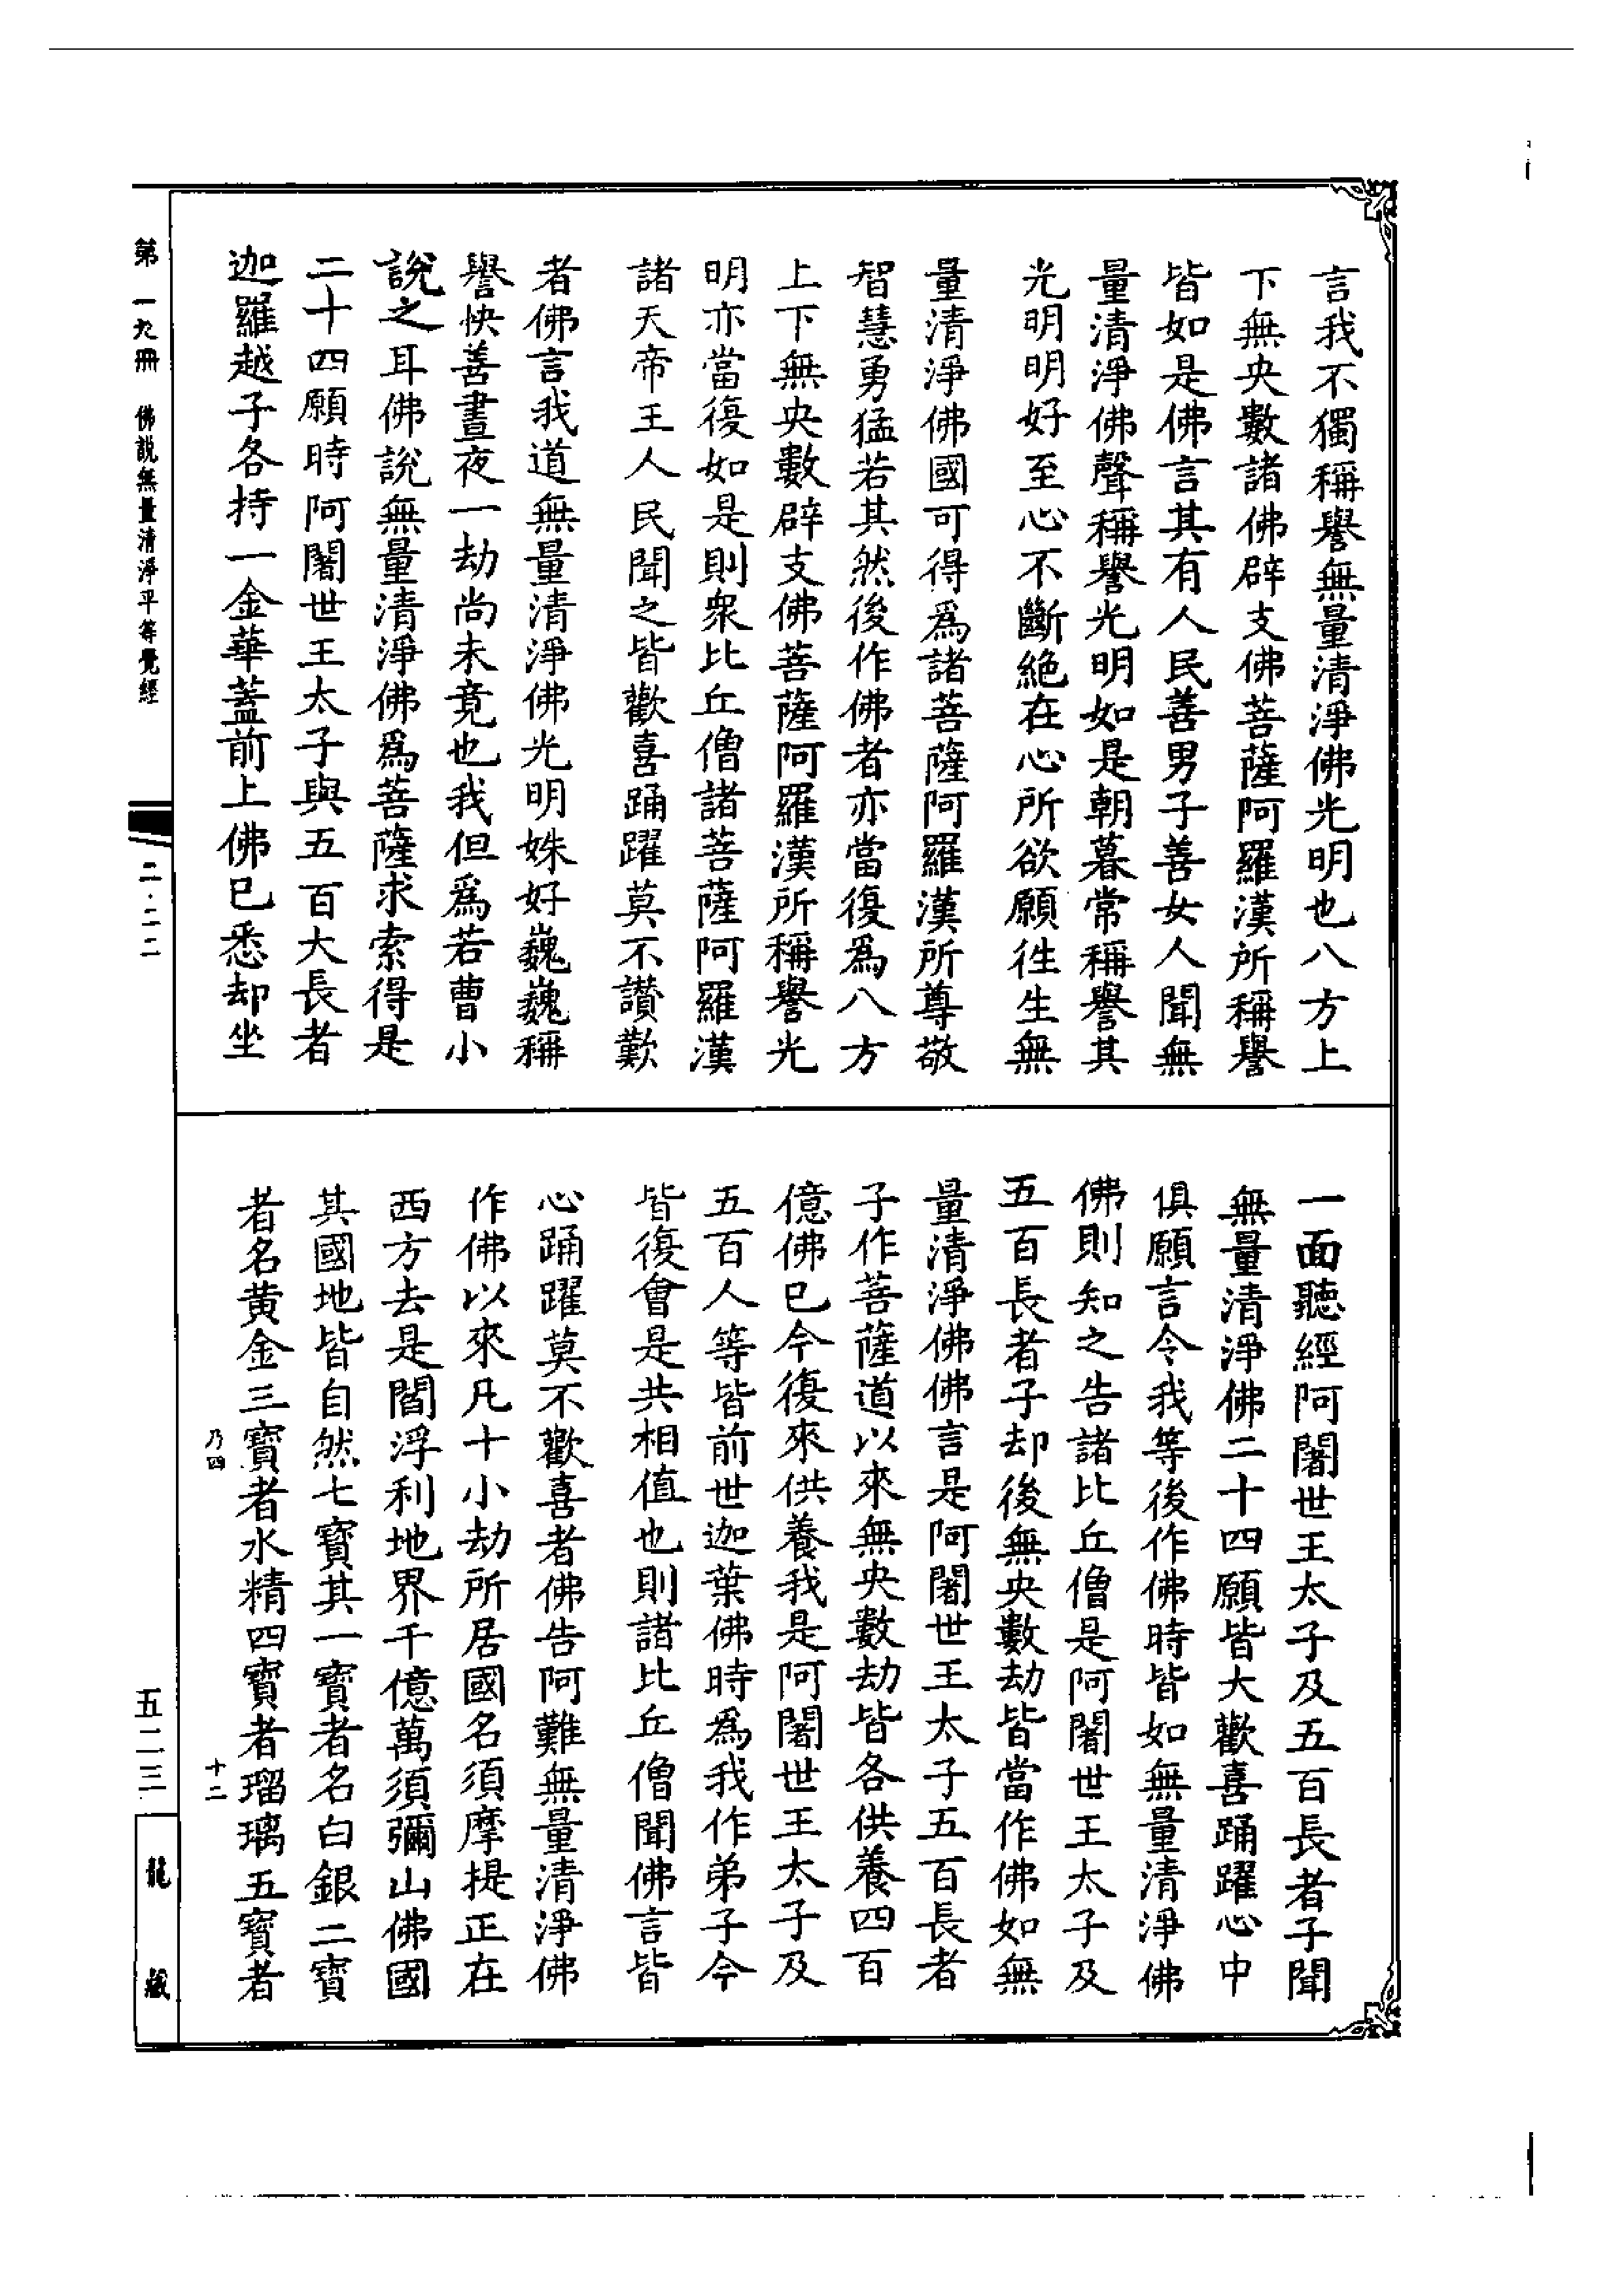 言我不獨稱譽無量清淨佛光明也八方上
下無央數諸佛辟支佛菩薩阿羅漢所稱譽
皆如是佛言其有人民善男子善女人聞無
量清淨佛聲稱譽光明如是朝暮常稱譽其
光明明好至心不斷絕在心所欲願往生無
量清淨佛國可得爲諸菩薩阿羅漢所尊敬
智慧勇猛若其然後作佛者亦當復爲八方
上下無央數辟支佛菩薩阿羅漢所稱譽光
明亦當復如是則衆比丘僧諸菩薩阿羅漢
諸天帝王人民聞之皆歡喜踊躍莫不讚歎
者佛言我道無量清淨佛光明姝好巍巍稱
譽快善晝夜一劫尚未竟也我但爲若曹小
說之耳佛說無量清淨佛爲菩薩求索得是
二十四願時阿闍世王太子與五百大長者
迦羅越子各持一金華蓋前上佛已悉却坐
一面聽經阿闍世王太子及五百長者子聞
無量清淨佛二十四願皆大歡喜踊躍心中
俱願言令我等後作佛時皆如無量清淨佛
佛則知之告諸比丘僧是阿闍世王太子及
五百長者子却後無央數劫皆當作佛如無
量清淨佛佛言是阿闍世王太子五百長者
子作菩薩道以來無央數劫皆各供養四百
億佛已今復來供養我是阿闍世王太子及
五百人等皆前世迦葉佛時爲我作弟子今
皆復會是共相值也則諸比丘僧聞佛言皆
心踊躍莫不歡喜者佛告阿難無量清淨佛
作佛以來凡十小劫所居國名須摩提正在
西方去是閻浮利地界千億萬須彌山佛國
其國地皆自然七寶其一寶者名白銀二寶
者名黃金三寶者水精四寶者瑠璃五寶者
乃四 十二
第一九冊 佛說無量清淨平等覺經
二·二二
五二三
龍藏